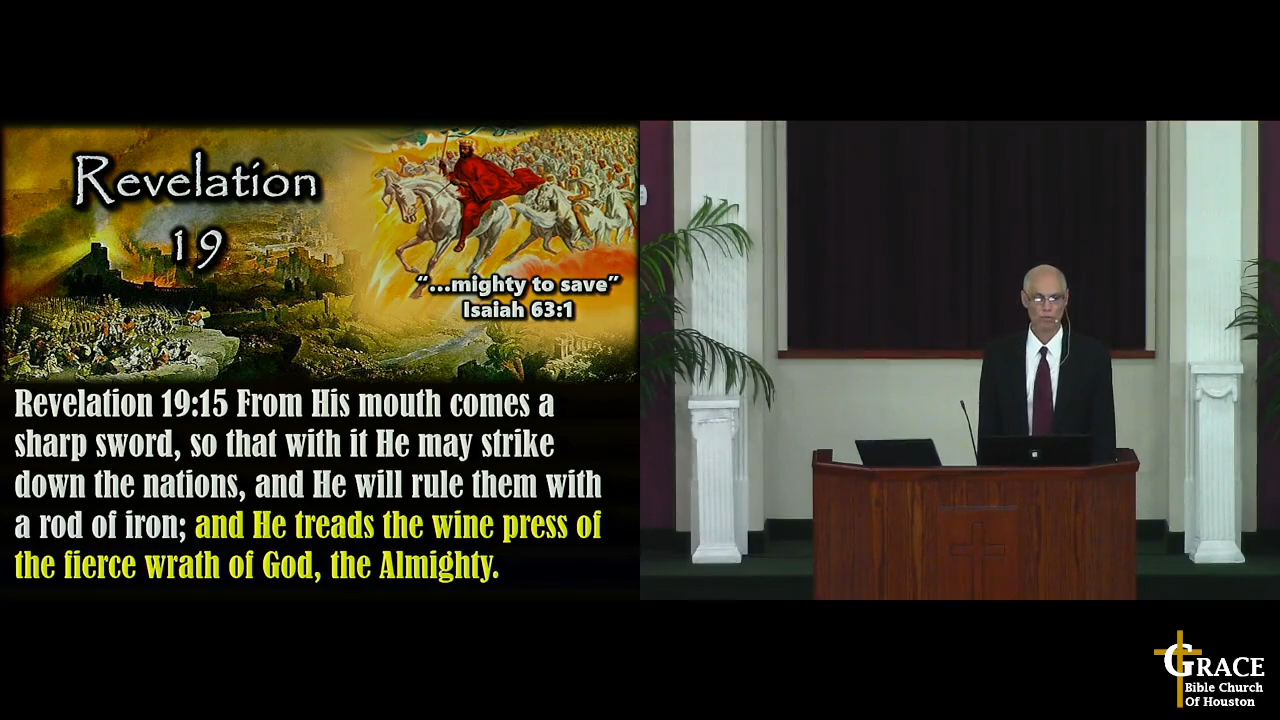 Revelation
19
“...mighty to save”
Isaiah 63:1
Revelation 19:15 From His mouth comes a
sharp sword, so that with it He may strike
down the nations, and He will rule them with
a rod of iron; and He treads the wine press of
the fierce wrath of God, the Almighty.
GRACE
Bible Church
Of Houston